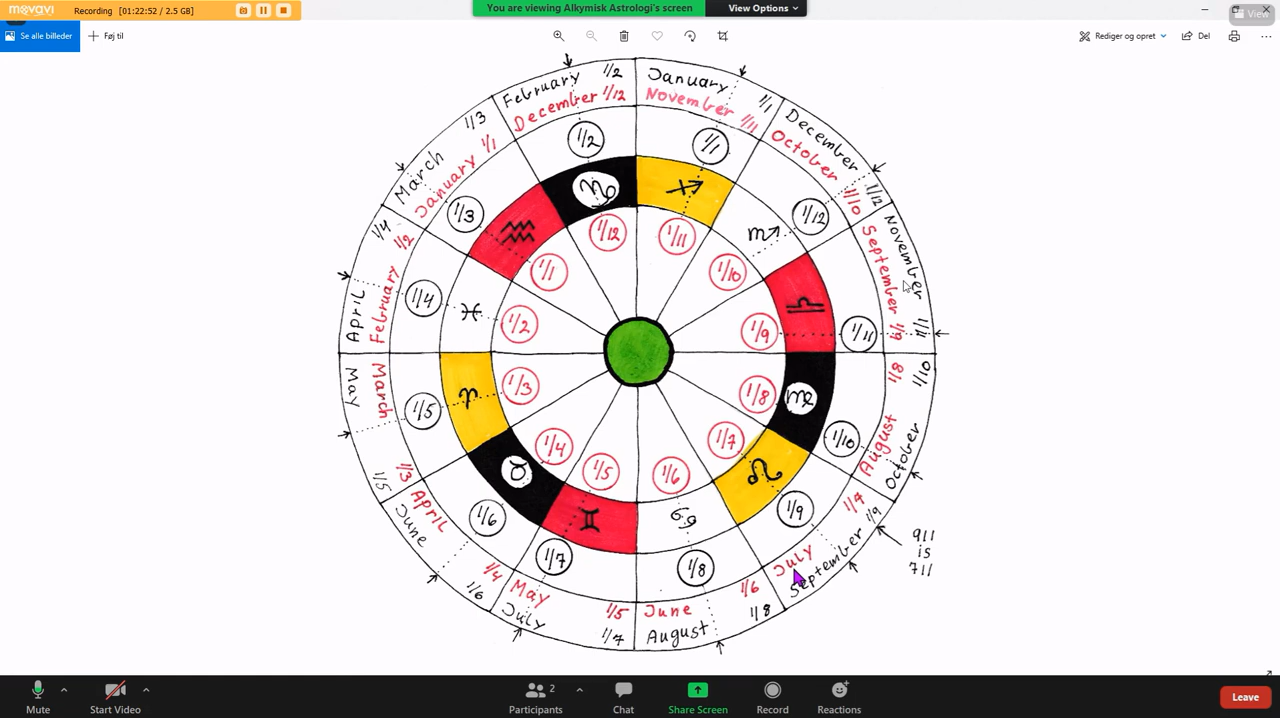 movavi
Recording [01:22:52 / 2.5 GB]
You are viewing Alkymisk Astrologi's screen
View Options
View
Se alle billeder
Føj til
Rediger og opret
Del
February 1/2
December 1/12
January 1/1
November 1/11
December 1/12
October 1/10
November 1/11
September 1/9
October 1/10
August 1/8
September 1/9
July
August 1/8
June 1/6
July 1/7
May 1/5
June 1/6
April 1/4
May 1/5
March 1/3
April 1/4
February 1/2
March 1/3
January 1/1
1/2
1/1
1/12
1/11
1/10
1/9
1/8
1/7
1/6
1/5
1/4
1/3
♑
♐
♏
♎
♍
♌
♋
♊
♉
♈
♓
♒
1/12
1/11
1/10
1/9
1/8
1/7
1/6
1/5
1/4
1/3
1/2
1/1
911
is
711
Mute
Start Video
2
Participants
Chat
Share Screen
Record
Reactions
Leave